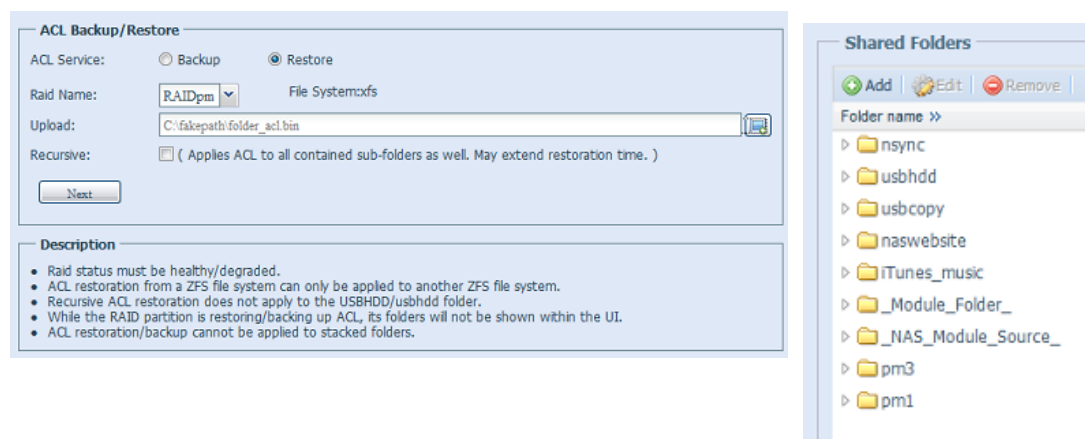 ACL Backup/Restore
ACL Service: Backup Restore
Raid Name: RAIDpm File System:xfs
Upload: C:\fakepath\folder_acl.bin
Recursive: ( Applies ACL to all contained sub-folders as well. May extend restoration time. )
Next
Description
• Raid status must be healthy/degraded.
• ACL restoration from a ZFS file system can only be applied to another ZFS file system.
• Recursive ACL restoration does not apply to the USBHDD/usbhdd folder.
• While the RAID partition is restoring/backing up ACL, its folders will not be shown within the UI.
• ACL restoration/backup cannot be applied to stacked folders.
Shared Folders
Add Edit Remove
Folder name »
nsync
usbhdd
usbcopy
naswebsite
iTunes_music
_Module_Folder_
_NAS_Module_Source_
pm3
pm1